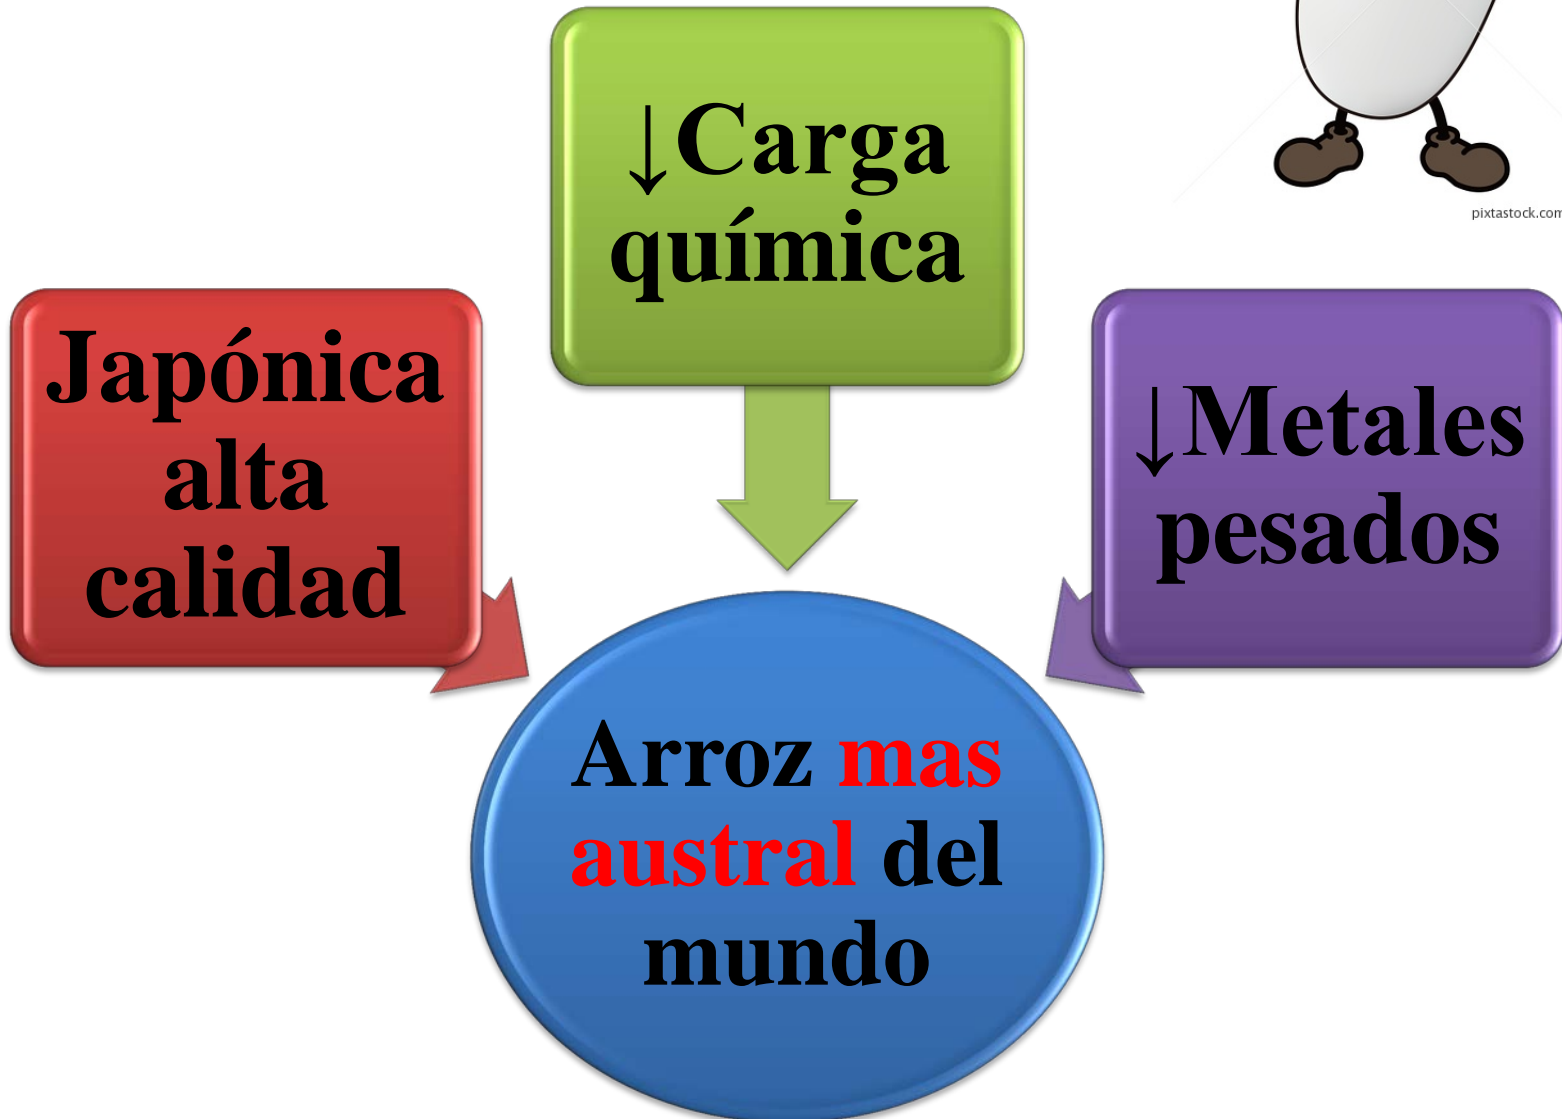 ↓Carga
química
pixtastock.com
Japónica
alta
calidad
↓Metales
pesados
Arroz mas
austral del
mundo